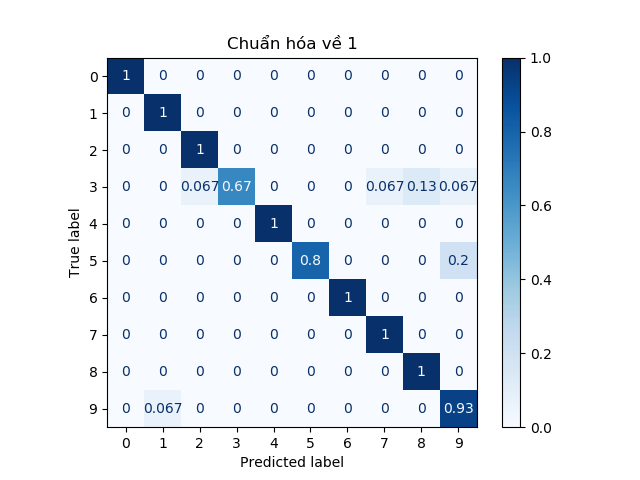 Chuẩn hóa về 1
0 1 0 0 0 0 0 0 0 0 0 1.0
1 0 1 0 0 0 0 0 0 0 0
2 0 0 1 0 0 0 0 0 0 0 0.8
3 0 0 0.067 0.67 0 0 0 0.067 0.13 0.067
4 0 0 0 0 1 0 0 0 0 0 0.6
5 0 0 0 0 0 0.8 0 0 0 0.2
6 0 0 0 0 0 0 1 0 0 0 0.4
7 0 0 0 0 0 0 0 1 0 0
8 0 0 0 0 0 0 0 0 1 0 0.2
9 0 0.067 0 0 0 0 0 0 0 0.93 0.0
0 1 2 3 4 5 6 7 8 9
True label
Predicted label